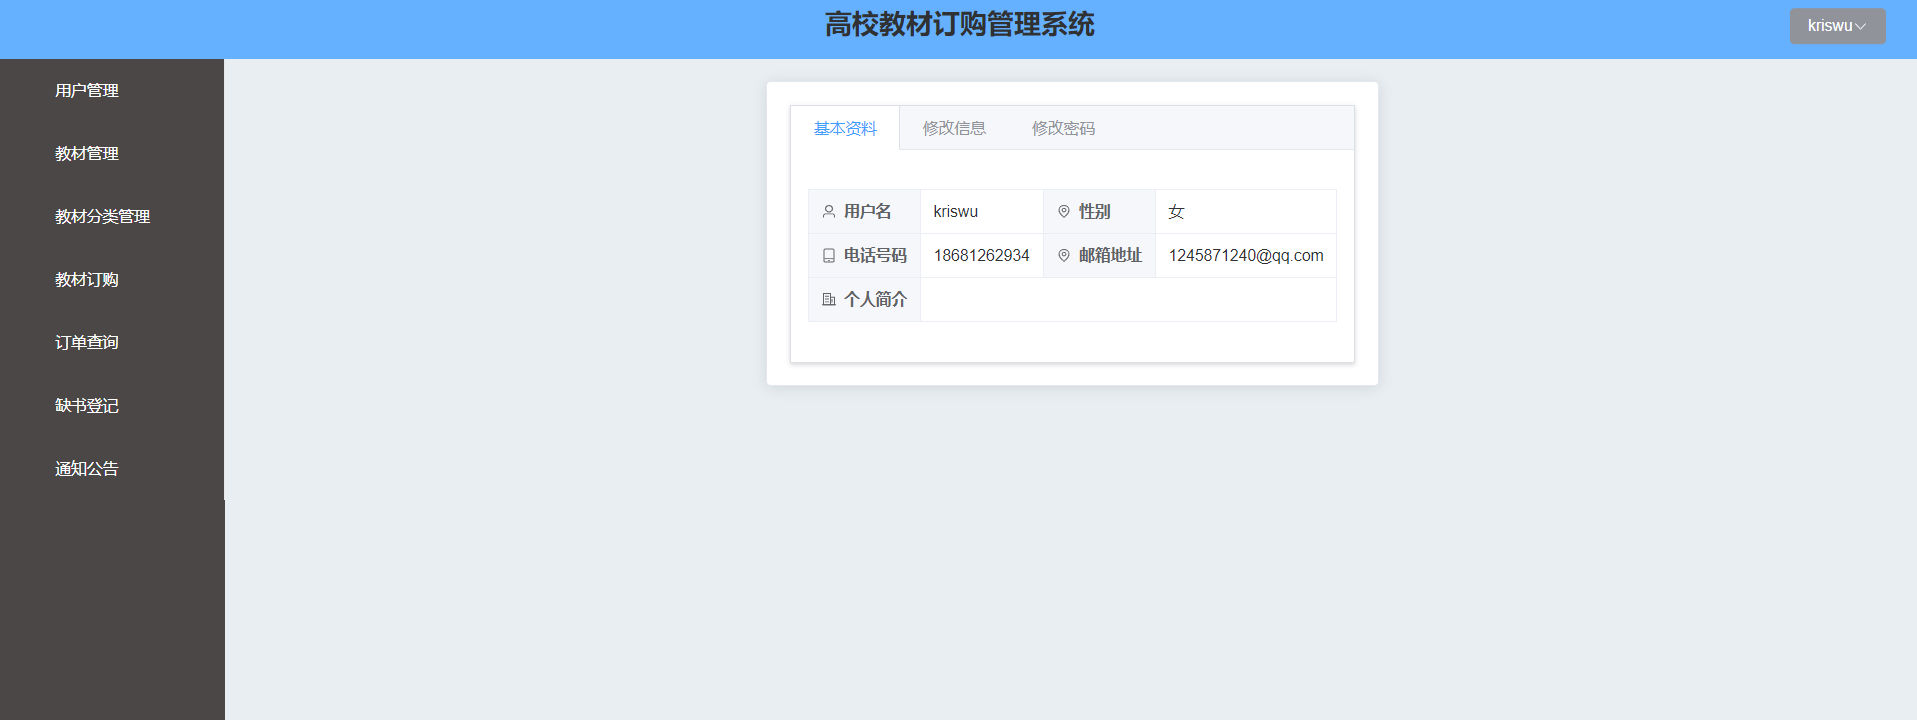 高校教材订购管理系统
kriswu
用户管理
教材管理
教材分类管理
教材订购
订单查询
缺书登记
通知公告
基本资料 修改信息 修改密码
用户名 kriswu 性别 女
电话号码 18681262934 邮箱地址 1245871240@qq.com
个人简介